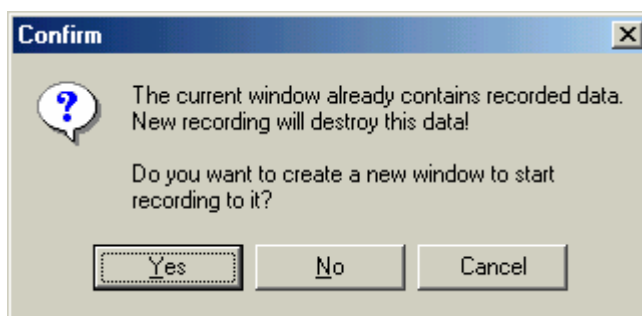 Confirm
The current window already contains recorded data.
New recording will destroy this data!
Do you want to create a new window to start
recording to it?
Yes No Cancel